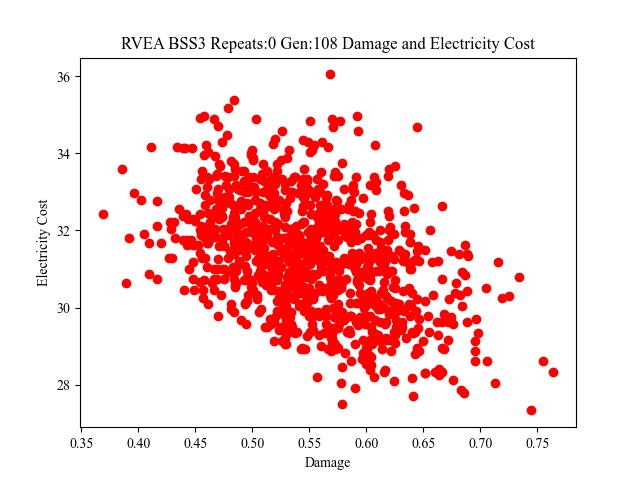 RVEA BSS3 Repeats:0 Gen:108 Damage and Electricity Cost
36
34
32
30
28
Electricity Cost
0.35 0.40 0.45 0.50 0.55 0.60 0.65 0.70 0.75
Damage